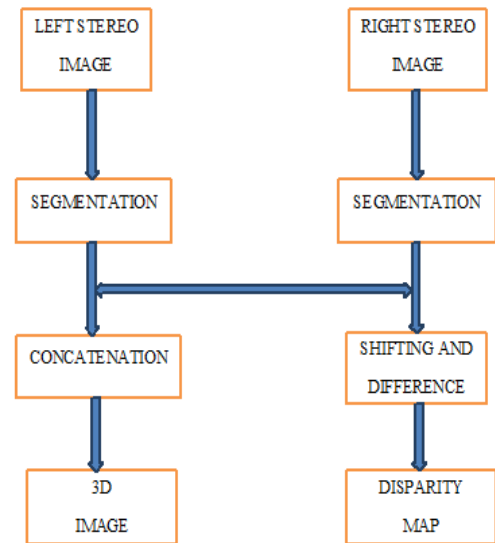 LEFT STEREO
IMAGE
RIGHT STEREO
IMAGE
SEGMENTATION
SEGMENTATION
CONCATENATION
SHIFTING AND
DIFFERENCE
3D
IMAGE
DISPARITY
MAP